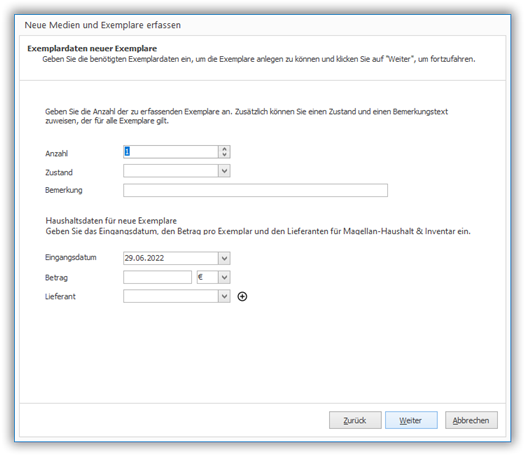 Neue Medien und Exemplare erfassen
Exemplardaten neuer Exemplare
Geben Sie die benötigten Exemplardaten ein, um die Exemplare anlegen zu können und klicken Sie auf "Weiter", um fortzufahren.
Geben Sie die Anzahl der zu erfassenden Exemplare an. Zusätzlich können Sie einen Zustand und einen Bemerkungstext
zuweisen, der für alle Exemplare gilt.
Anzahl 1
Zustand
Bemerkung
Haushaltsdaten für neue Exemplare
Geben Sie das Eingangsdatum, den Betrag pro Exemplar und den Lieferanten für Magellan-Haushalt & Inventar ein.
Eingangsdatum 29.06.2022
Betrag €
Lieferant
Zurück Weiter Abbrechen